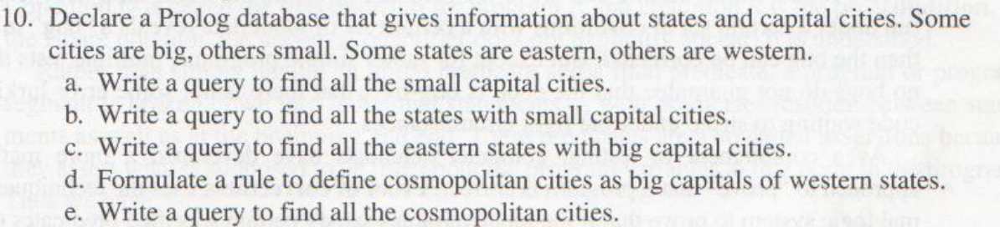 10. Declare a Prolog database that gives information about states and capital cities. Some
cities are big, others small. Some states are eastern, others are western.
a. Write a query to find all the small capital cities.
b. Write a query to find all the states with small capital cities.
c. Write a query to find all the eastern states with big capital cities.
d. Formulate a rule to define cosmopolitan cities as big capitals of western states.
e. Write a query to find all the cosmopolitan cities.